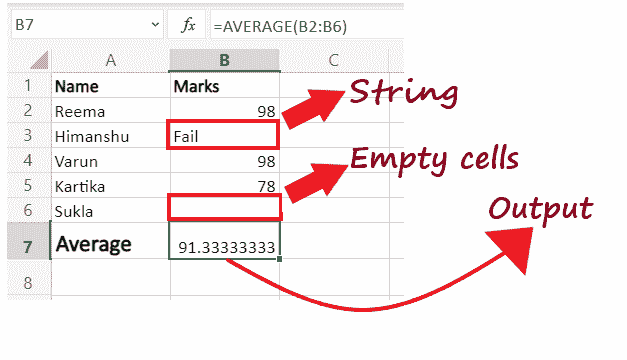 B7 fx =AVERAGE(B2:B6)
A B C
1 Name Marks
2 Reema 98
String
3 Himanshu Fail
4 Varun 98
Empty cells
5 Kartika 78
6 Sukla
Output
7 Average 91.33333333
8